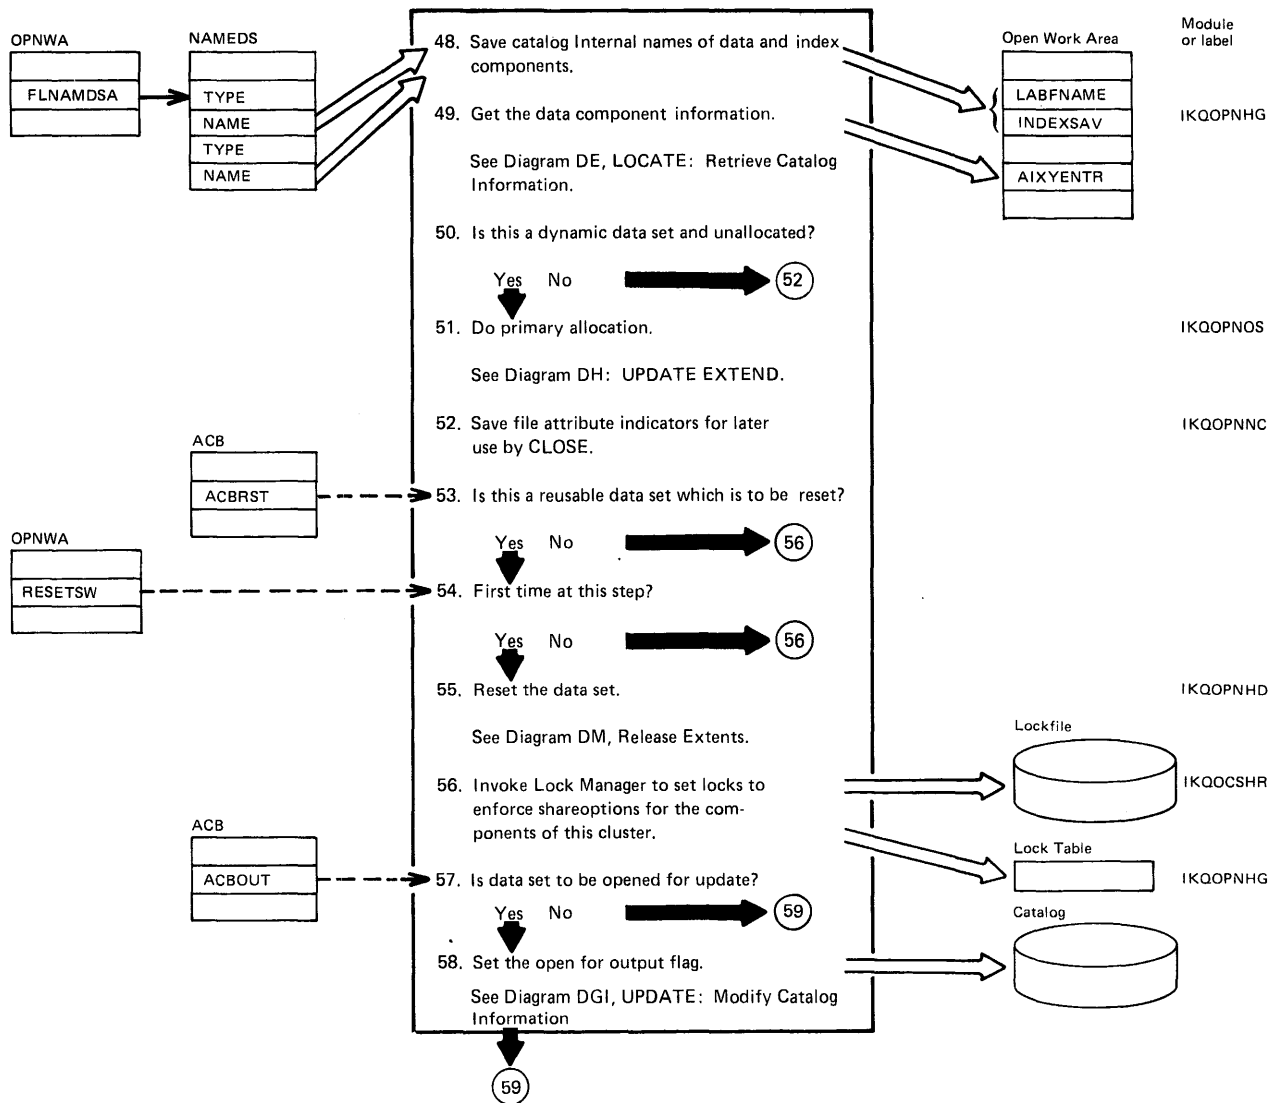 OPNWA
FLNAMDSA
NAMEDS
TYPE
NAME
TYPE
NAME
48. Save catalog Internal names of data and index
components.
Open Work Area
LABFNAME
INDEXSAV
AIXYENTR
Module
or label
49. Get the data component information.
IKQOPNHG
See Diagram DE, LOCATE: Retrieve Catalog
Information.
50. Is this a dynamic data set and unallocated?
Yes No
52
51. Do primary allocation.
IKQOPNOS
See Diagram DH: UPDATE EXTEND.
52. Save file attribute indicators for later
use by CLOSE.
IKQOPNNC
ACB
ACBRST
53. Is this a reusable data set which is to be reset?
Yes No
56
OPNWA
RESETSW
54. First time at this step?
Yes No
56
55. Reset the data set.
IKQOPNHD
See Diagram DM, Release Extents.
Lockfile
56. Invoke Lock Manager to set locks to
enforce shareoptions for the com-
ponents of this cluster.
IKQOCSHR
Lock Table
ACB
ACBOUT
57. Is data set to be opened for update?
IKQOPNHG
Yes No
59
Catalog
58. Set the open for output flag.
See Diagram DGI, UPDATE: Modify Catalog
Information
59